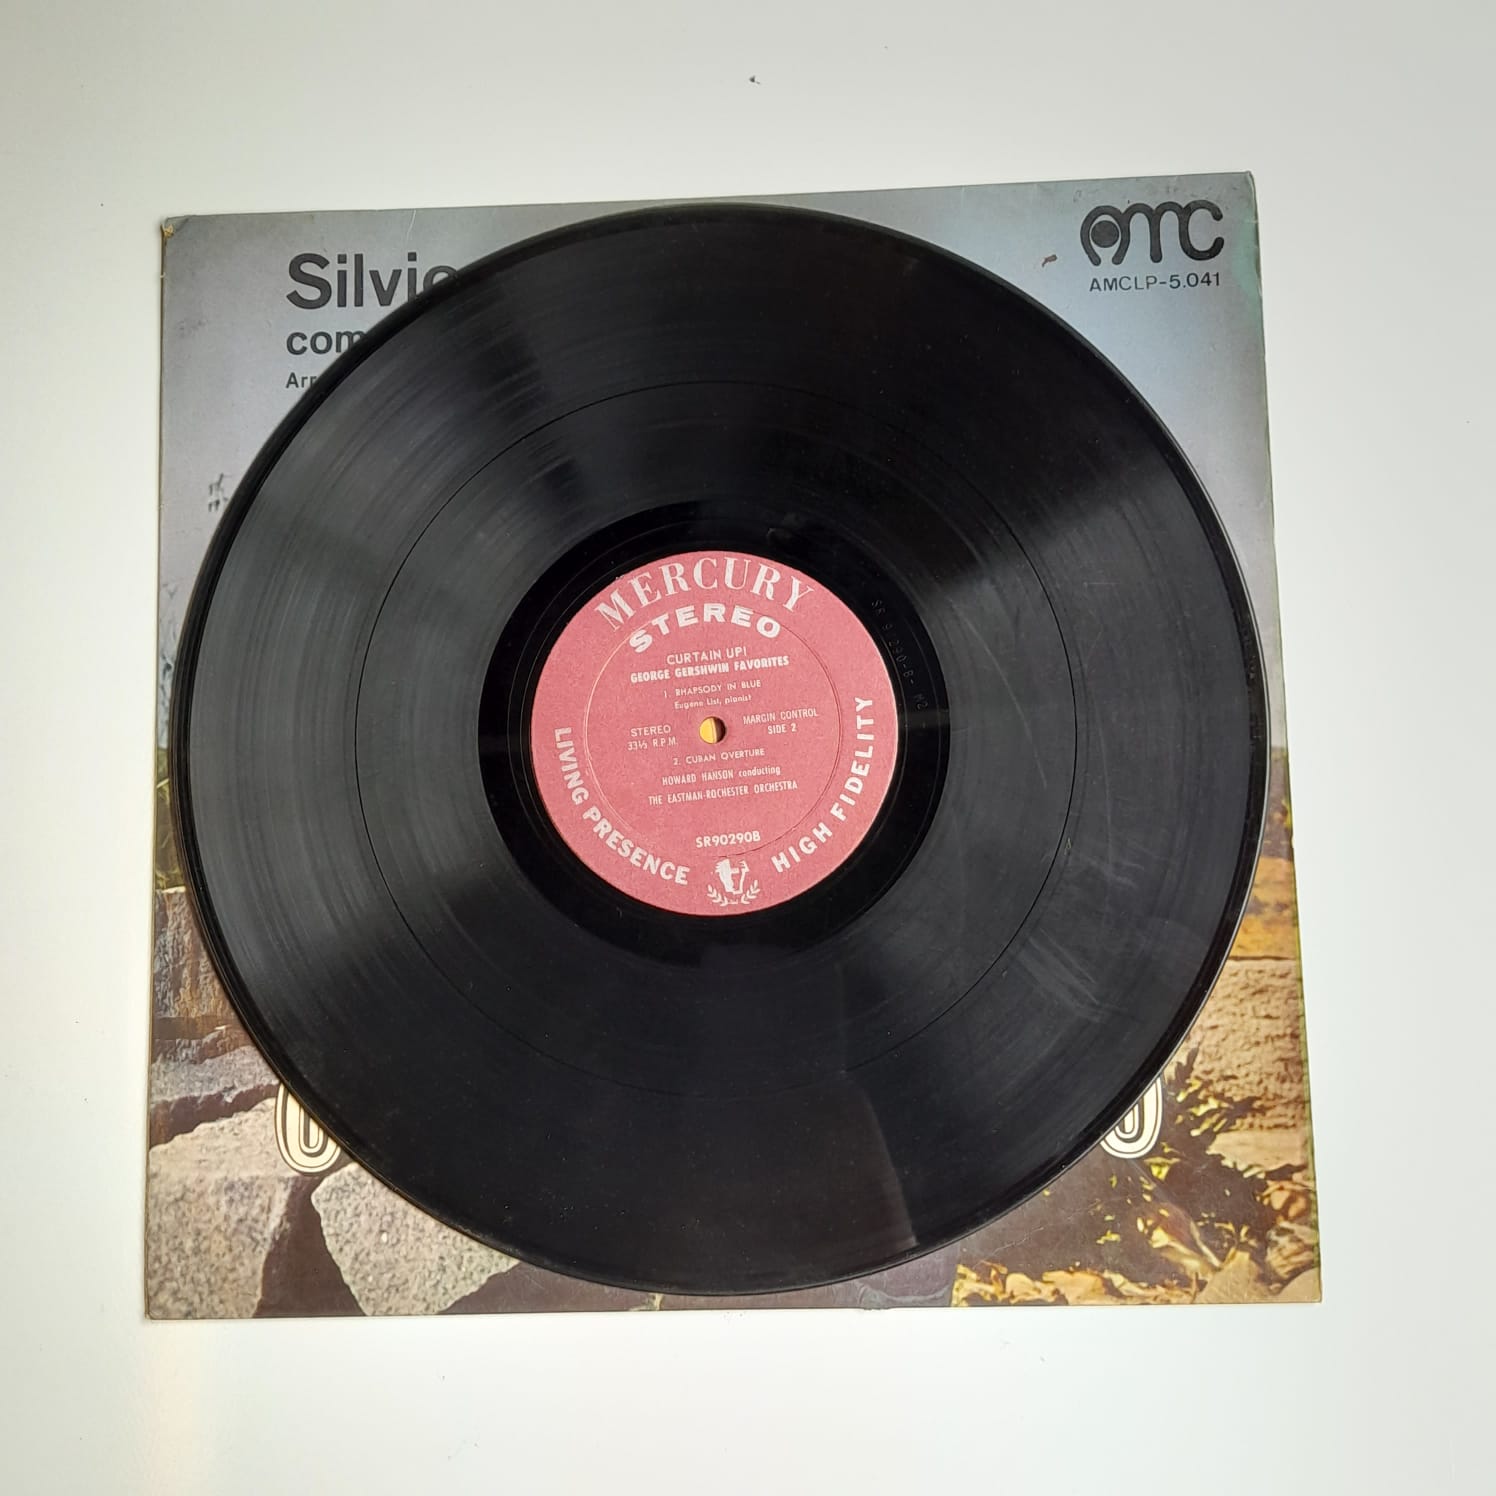 Silvio
com
Arr
AMC
AMCLP-5.041
MERCURY
STEREO
CURTAIN UP!
GEORGE GERSHWIN FAVORITES
1. RHAPSODY IN BLUE
Eugene List, pianist
STEREO
33⅓ R.P.M.
MARGIN CONTROL
SIDE 2
2. CUBAN OVERTURE
HOWARD HANSON conducting
THE EASTMAN-ROCHESTER ORCHESTRA
SR90290B
LIVING PRESENCE
HIGH FIDELITY